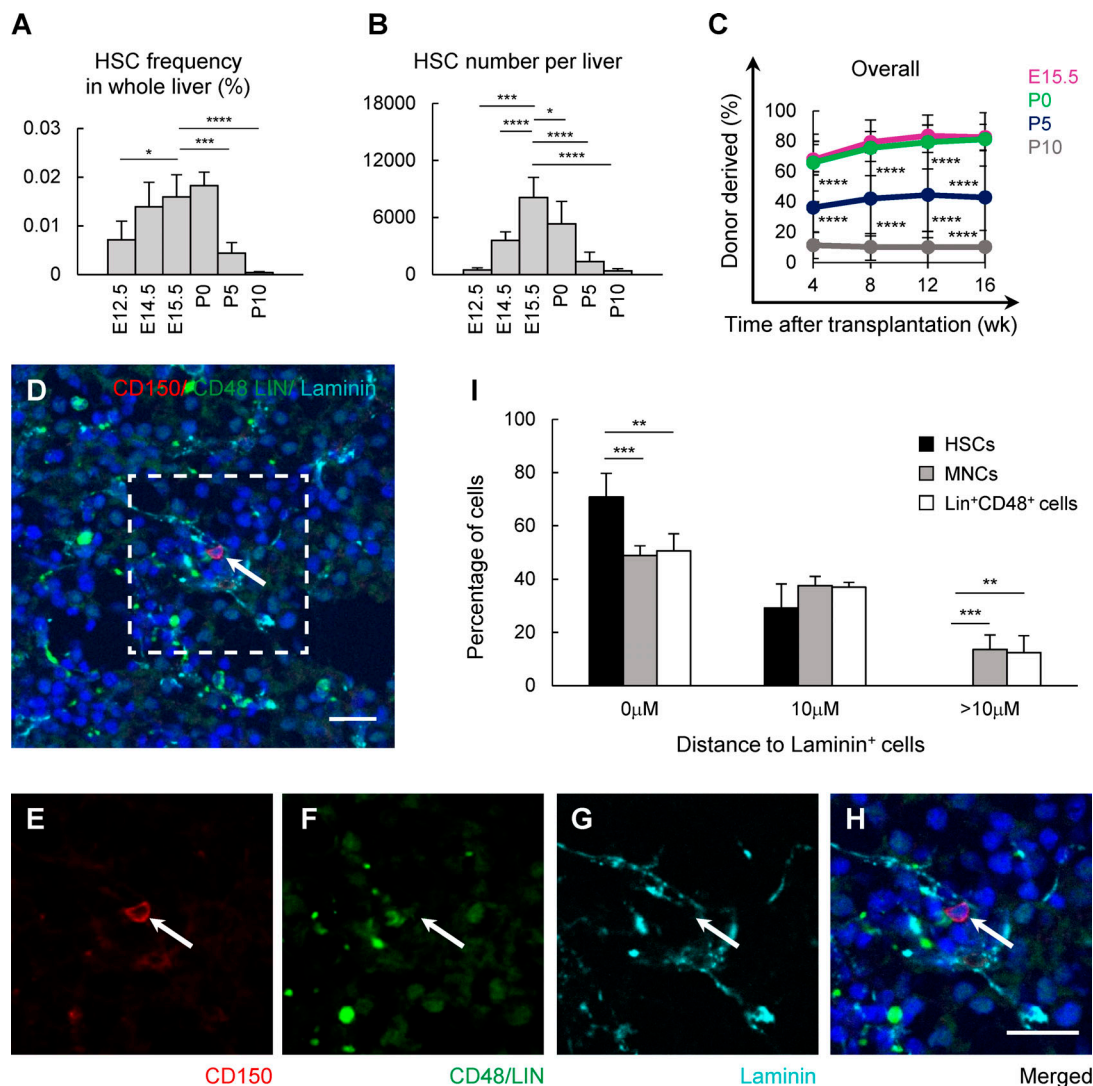 A
HSC frequency
in whole liver (%)
****
* ***
0.03
0.02
0.01
0
E12.5
E14.5
E15.5
P0
P5
P10
B
HSC number per liver
18000
12000
6000
0
*** *
**** ****
****
E12.5
E14.5
E15.5
P0
P5
P10
C
Overall
E15.5
P0
P5
P10
Donor derived (%)
100
80
60
40
20
0
**** **** **** ****
**** **** **** ****
4 8 12 16
Time after transplantation (wk)
D
CD150/ CD48 LIN/ Laminin
I
Percentage of cells
100
80
60
40
20
0
**
***
**
***
HSCs
MNCs
Lin⁺CD48⁺ cells
0μM 10μM >10μM
Distance to Laminin⁺ cells
E
F
G
H
CD150
CD48/LIN
Laminin
Merged